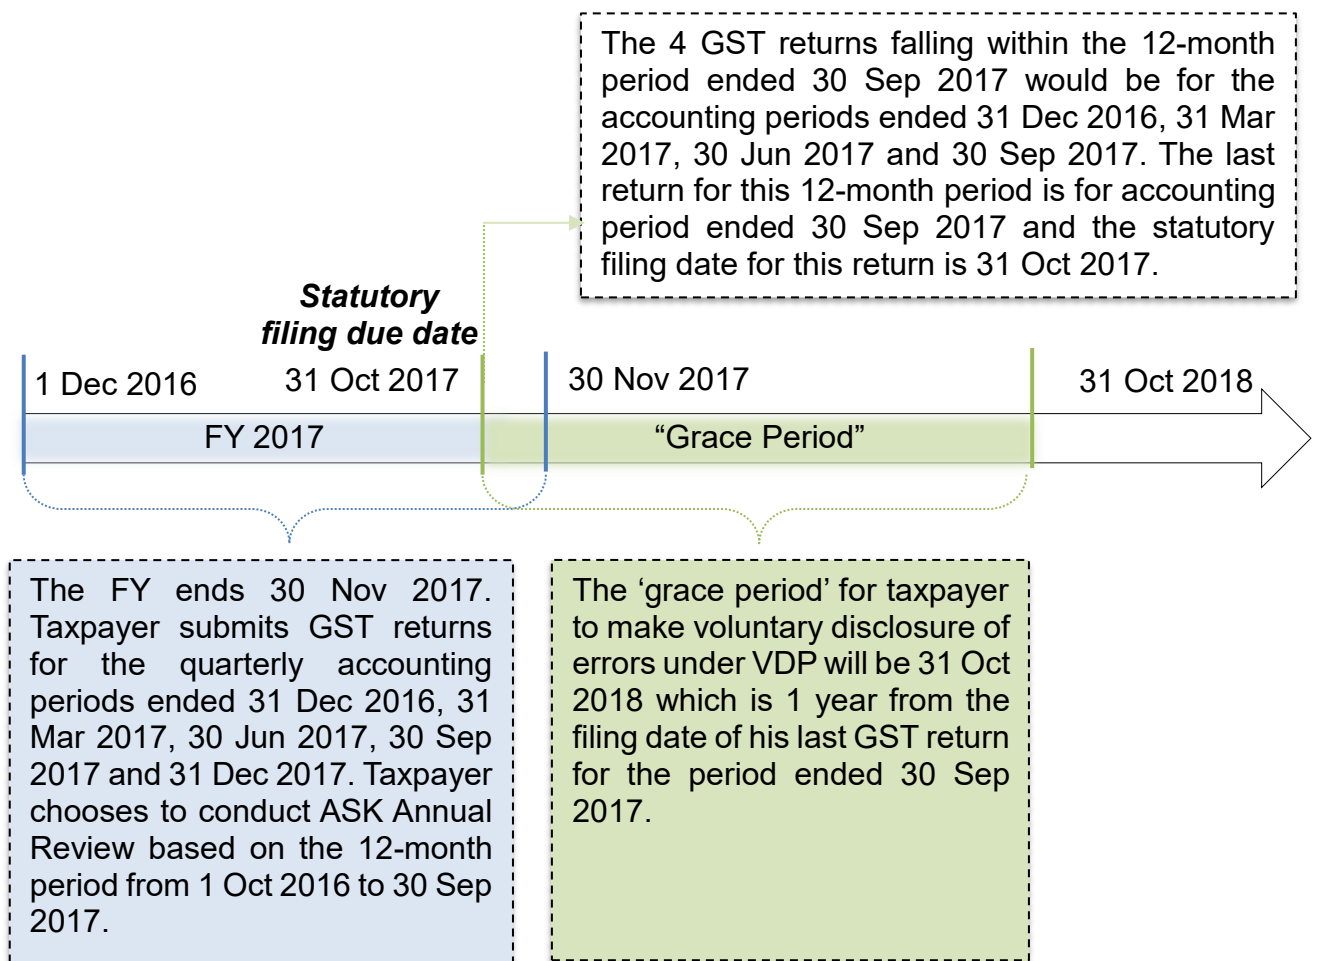 The 4 GST returns falling within the 12-month
period ended 30 Sep 2017 would be for the
accounting periods ended 31 Dec 2016, 31 Mar
2017, 30 Jun 2017 and 30 Sep 2017. The last
return for this 12-month period is for accounting
period ended 30 Sep 2017 and the statutory
filing date for this return is 31 Oct 2017.
Statutory
filing due date
1 Dec 2016
31 Oct 2017
30 Nov 2017
31 Oct 2018
FY 2017
“Grace Period”
The FY ends 30 Nov 2017.
Taxpayer submits GST returns
for the quarterly accounting
periods ended 31 Dec 2016, 31
Mar 2017, 30 Jun 2017, 30 Sep
2017 and 31 Dec 2017. Taxpayer
chooses to conduct ASK Annual
Review based on the 12-month
period from 1 Oct 2016 to 30 Sep
2017.
The ‘grace period’ for taxpayer
to make voluntary disclosure of
errors under VDP will be 31 Oct
2018 which is 1 year from the
filing date of his last GST return
for the period ended 30 Sep
2017.